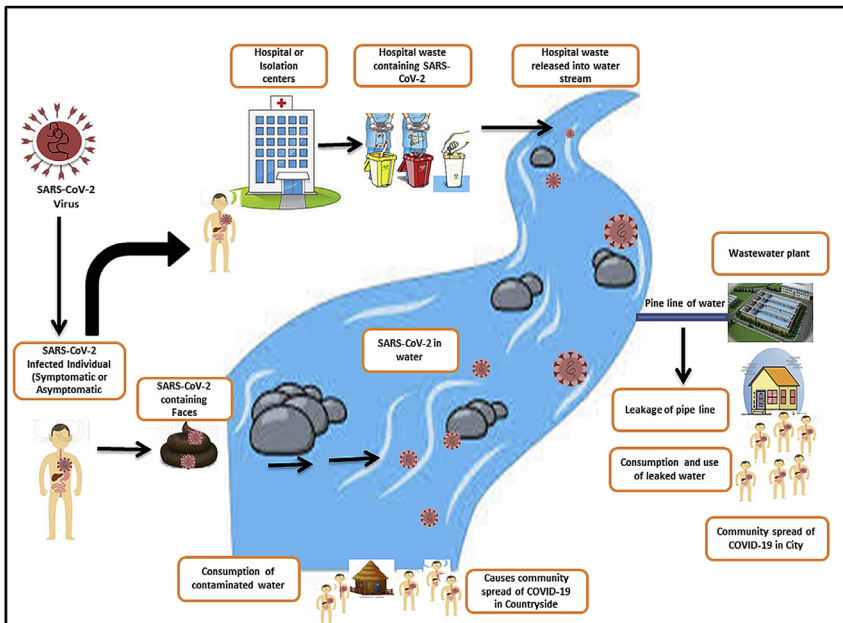 Hospital or
Isolation
centers
Hospital waste
containing SARS-
CoV-2
Hospital waste
released into water
stream
SARS-CoV-2
Virus
Wastewater plant
Pine line of water
SARS-CoV-2
Infected Individual
(Symptomatic or
Asymptomatic
SARS-CoV-2
containing
Faces
SARS-CoV-2 in
water
Leakage of pipe line
Consumption and use
of leaked water
Community spread of
COVID-19 in City
Consumption of
contaminated water
Causes community
spread of COVID-19
in Countryside